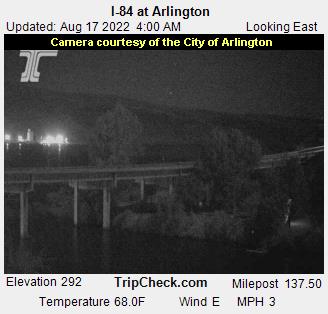 I-84 at Arlington
Updated: Aug 17 2022 4:00 AM Looking East
Camera courtesy of the City of Arlington
Elevation 292 TripCheck.com Milepost 137.50
Temperature 68.0F Wind E MPH 3